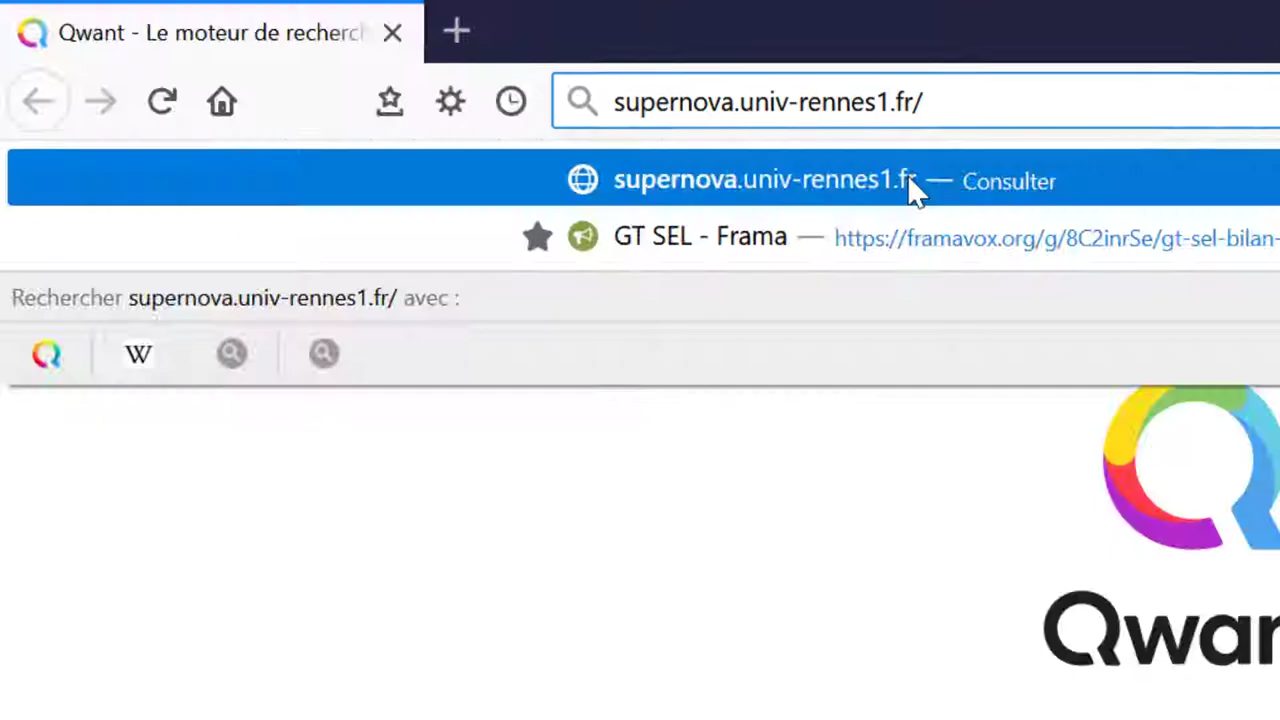 Qwant - Le moteur de recherch
supernova.univ-rennes1.fr/
supernova.univ-rennes1.fr — Consulter
GT SEL - Frama — https://framavox.org/g/8C2inrSe/gt-sel-bilan-
Rechercher supernova.univ-rennes1.fr/ avec :
W
Qwan